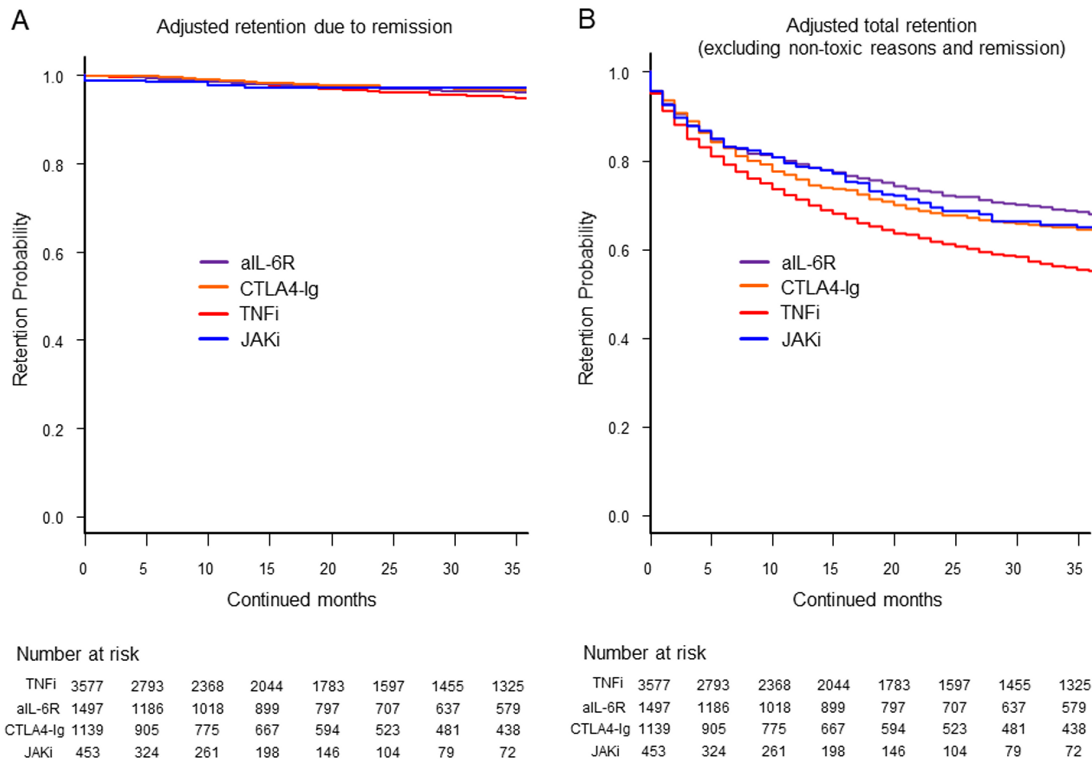 A
Adjusted retention due to remission
Retention Probability
1.0
0.8
0.6
0.4
0.2
0.0
aIL-6R
CTLA4-Ig
TNFi
JAKi
0 5 10 15 20 25 30 35
Continued months
Number at risk
TNFi 3577 2793 2368 2044 1783 1597 1455 1325
aIL-6R 1497 1186 1018 899 797 707 637 579
CTLA4-Ig 1139 905 775 667 594 523 481 438
JAKi 453 324 261 198 146 104 79 72
B
Adjusted total retention
(excluding non-toxic reasons and remission)
Retention Probability
1.0
0.8
0.6
0.4
0.2
0.0
aIL-6R
CTLA4-Ig
TNFi
JAKi
0 5 10 15 20 25 30 35
Continued months
Number at risk
TNFi 3577 2793 2368 2044 1783 1597 1455 1325
aIL-6R 1497 1186 1018 899 797 707 637 579
CTLA4-Ig 1139 905 775 667 594 523 481 438
JAKi 453 324 261 198 146 104 79 72